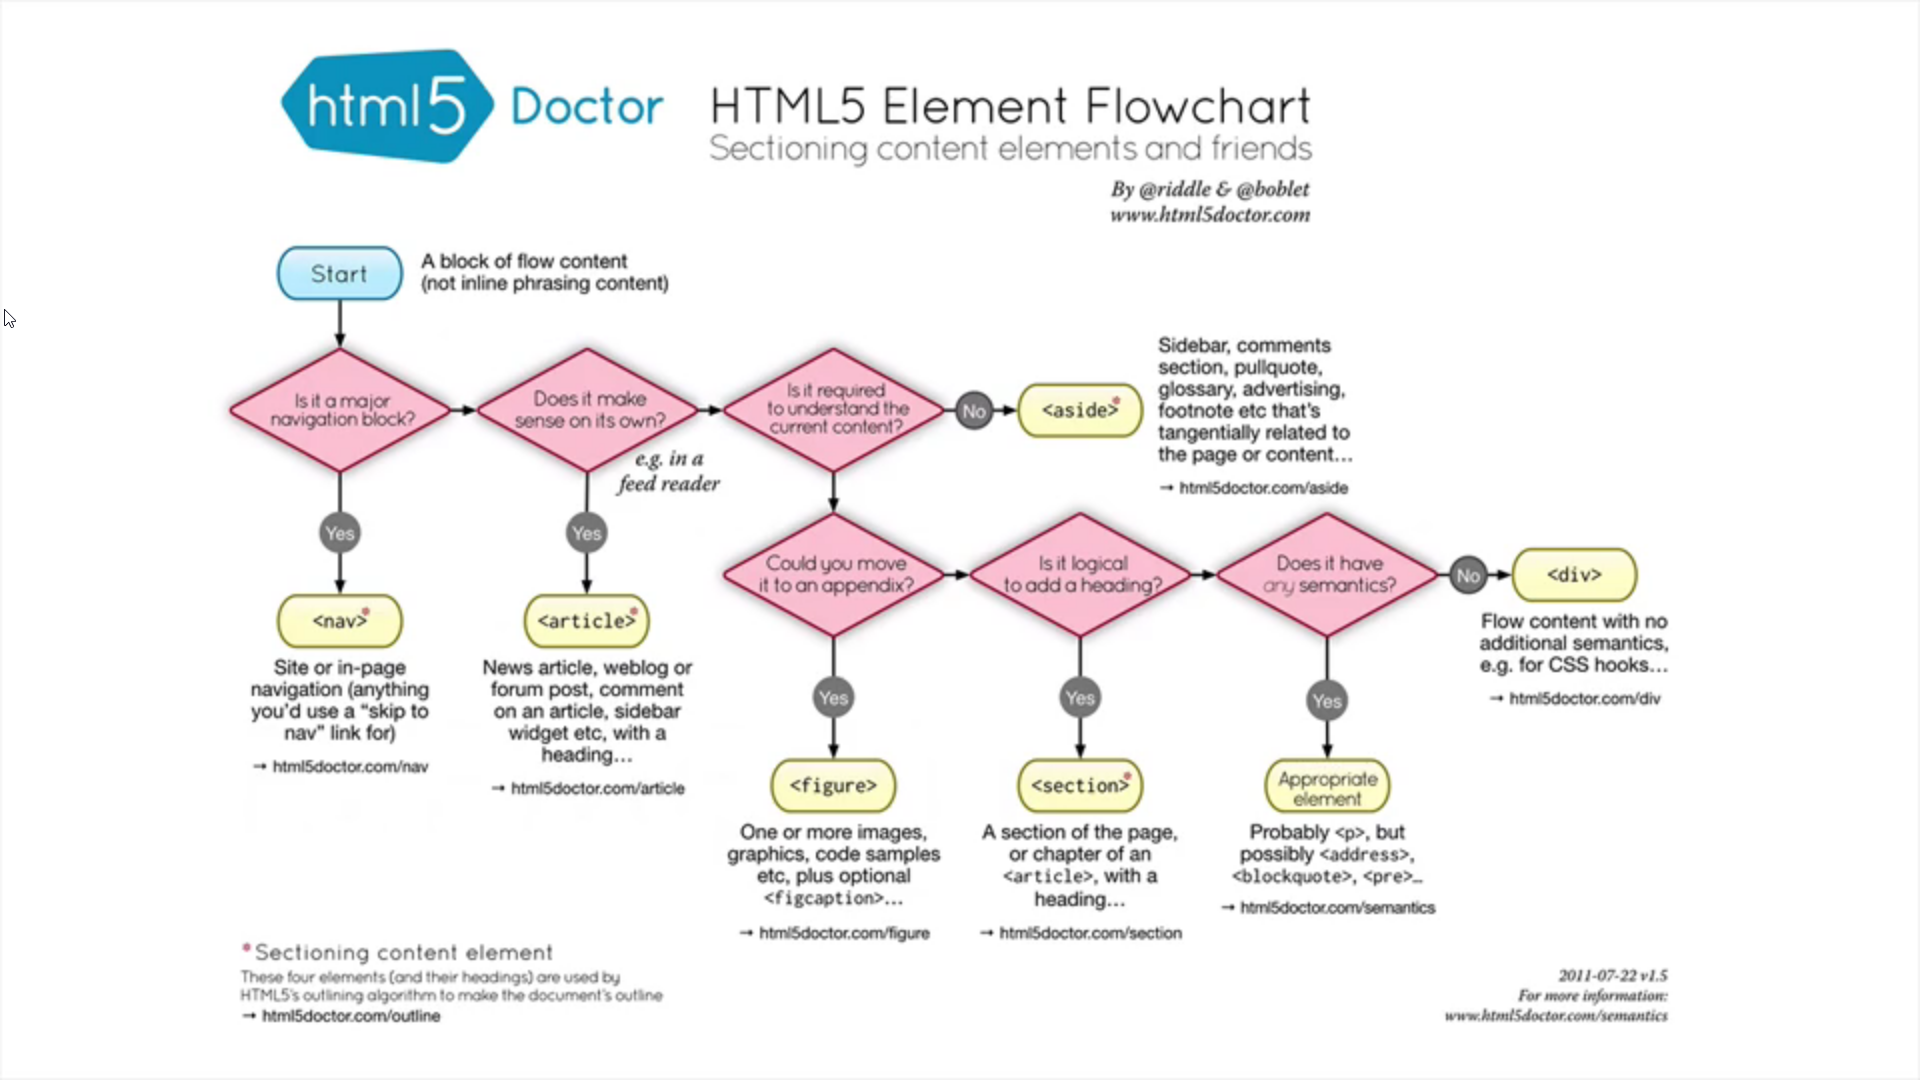 html5 Doctor
HTML5 Element Flowchart
Sectioning content elements and friends
By @riddle & @boblet
www.html5doctor.com
Start
A block of flow content
(not inline phrasing content)
Is it a major
navigation block?
Does it make
sense on its own?
e.g. in a
feed reader
Is it required
to understand the
current content?
No
<aside>*
Sidebar, comments
section, pullquote,
glossary, advertising,
footnote etc that's
tangentially related to
the page or content...
→ html5doctor.com/aside
Yes
<nav>*
Site or in-page
navigation (anything
you'd use a “skip to
nav” link for)
→ html5doctor.com/nav
Yes
<article>*
News article, weblog or
forum post, comment
on an article, sidebar
widget etc, with a
heading...
→ html5doctor.com/article
Could you move
it to an appendix?
Is it logical
to add a heading?
Does it have
any semantics?
No
<div>
Flow content with no
additional semantics,
e.g. for CSS hooks...
→ html5doctor.com/div
Yes
<figure>
One or more images,
graphics, code samples
etc, plus optional
<figcaption>...
→ html5doctor.com/figure
Yes
<section>*
A section of the page,
or chapter of an
<article>, with a
heading...
→ html5doctor.com/section
Yes
Appropriate
element
Probably <p>, but
possibly <address>,
<blockquote>, <pre>...
→ html5doctor.com/semantics
*Sectioning content element
These four elements (and their headings) are used by
HTML5's outlining algorithm to make the document's outline
→ html5doctor.com/outline
2011-07-22 v1.5
For more information:
www.html5doctor.com/semantics